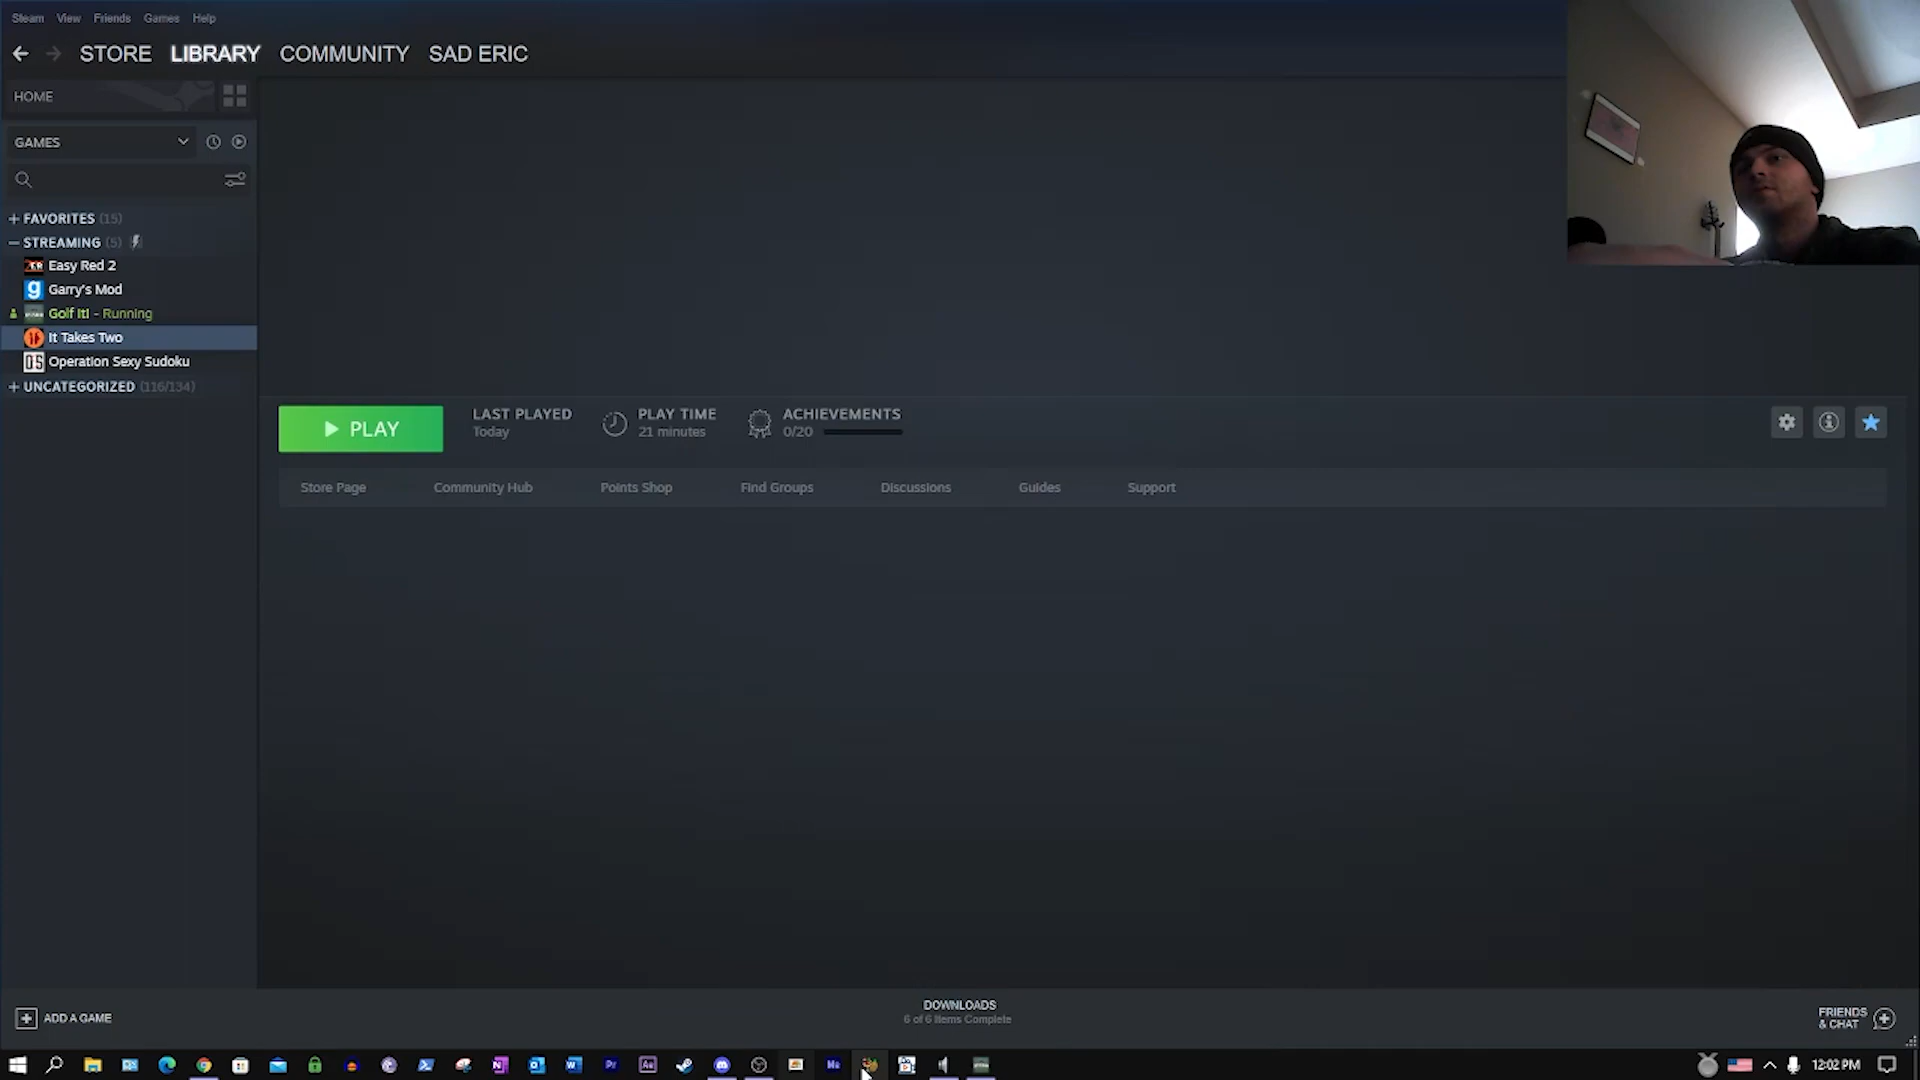 Steam View Friends Games Help
STORE LIBRARY COMMUNITY SAD ERIC
HOME
GAMES
+ FAVORITES (15)
− STREAMING (5)
Easy Red 2
Garry's Mod
Golf It! - Running
It Takes Two
Operation Sexy Sudoku
+ UNCATEGORIZED (116/134)
PLAY
LAST PLAYED
Today
PLAY TIME
21 minutes
ACHIEVEMENTS
0/20
Store Page Community Hub Points Shop Find Groups Discussions Guides Support
ADD A GAME
DOWNLOADS
6 of 6 Items Complete
FRIENDS
& CHAT
12:02 PM